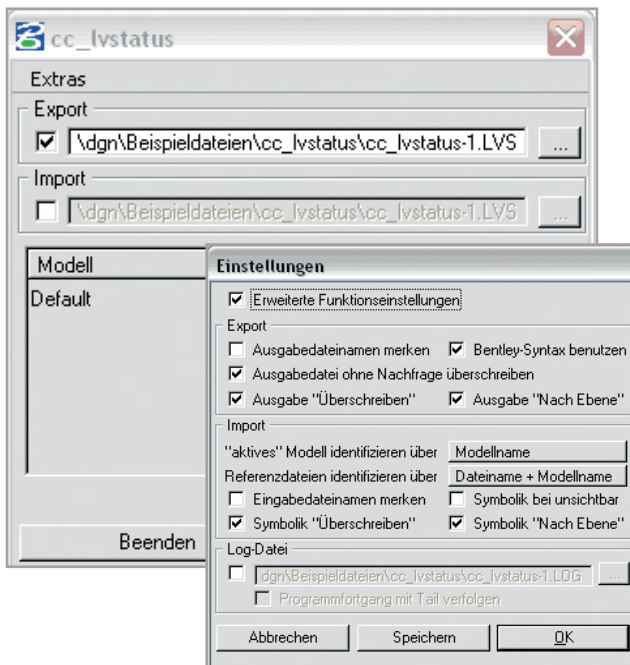 cc_lvstatus
Extras
Export
\dgn\Beispieldateien\cc_lvstatus\cc_lvstatus-1.LVS ...
Import
\dgn\Beispieldateien\cc_lvstatus\cc_lvstatus-1.LVS ...
Modell
Default
Beenden
Einstellungen
Erweiterte Funktionseinstellungen
Export
Ausgabedateinamen merken Bentley-Syntax benutzen
Ausgabedatei ohne Nachfrage überschreiben
Ausgabe "Überschreiben" Ausgabe "Nach Ebene"
Import
"aktives" Modell identifizieren über Modellname
Referenzdateien identifizieren über Dateiname + Modellname
Eingabedateinamen merken Symbolik bei unsichtbar
Symbolik "Überschreiben" Symbolik "Nach Ebene"
Log-Datei
dgn\Beispieldateien\cc_lvstatus\cc_lvstatus-1.LOG ...
Programmfortgang mit Tail verfolgen
Abbrechen Speichern OK